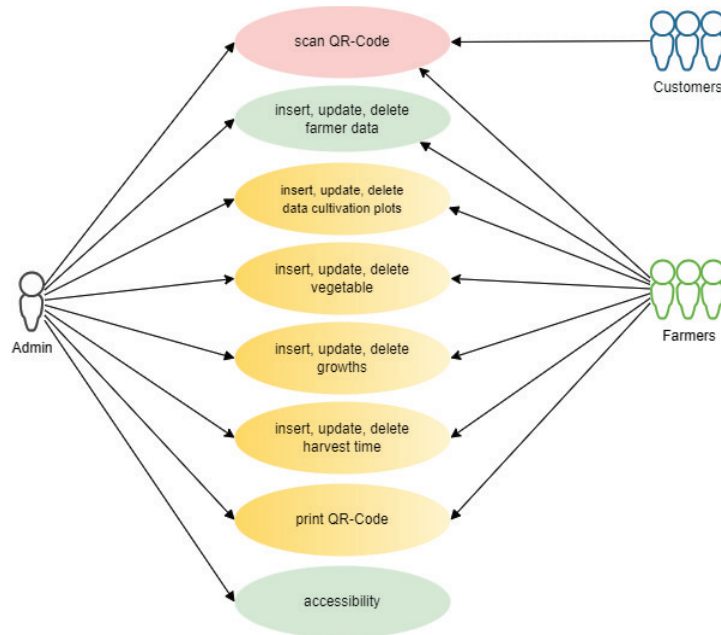 scan QR-Code
Customers
insert, update, delete
farmer data
insert, update, delete
data cultivation plots
insert, update, delete
vegetable
Admin
Farmers
insert, update, delete
growths
insert, update, delete
harvest time
print QR-Code
accessibility